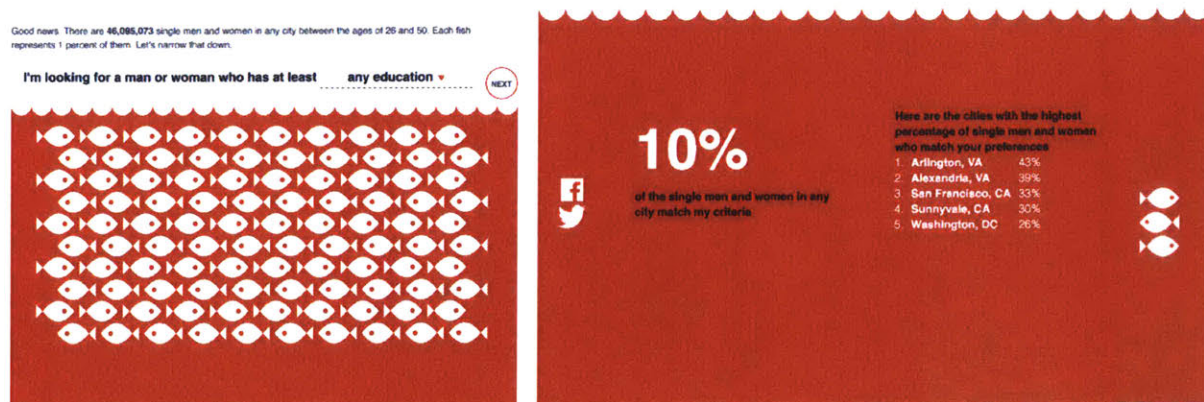 Good news. There are 46,085,073 single men and women in any city between the ages of 26 and 50. Each fish
represents 1 percent of them. Let's narrow that down.
I'm looking for a man or woman who has at least any education
NEXT
10%
of the single men and women in any
city match my criteria
Here are the cities with the highest
percentage of single men and women
who match your preferences
1. Arlington, VA 43%
2. Alexandria, VA 39%
3. San Francisco, CA 33%
4. Sunnyvale, CA 30%
5. Washington, DC 26%